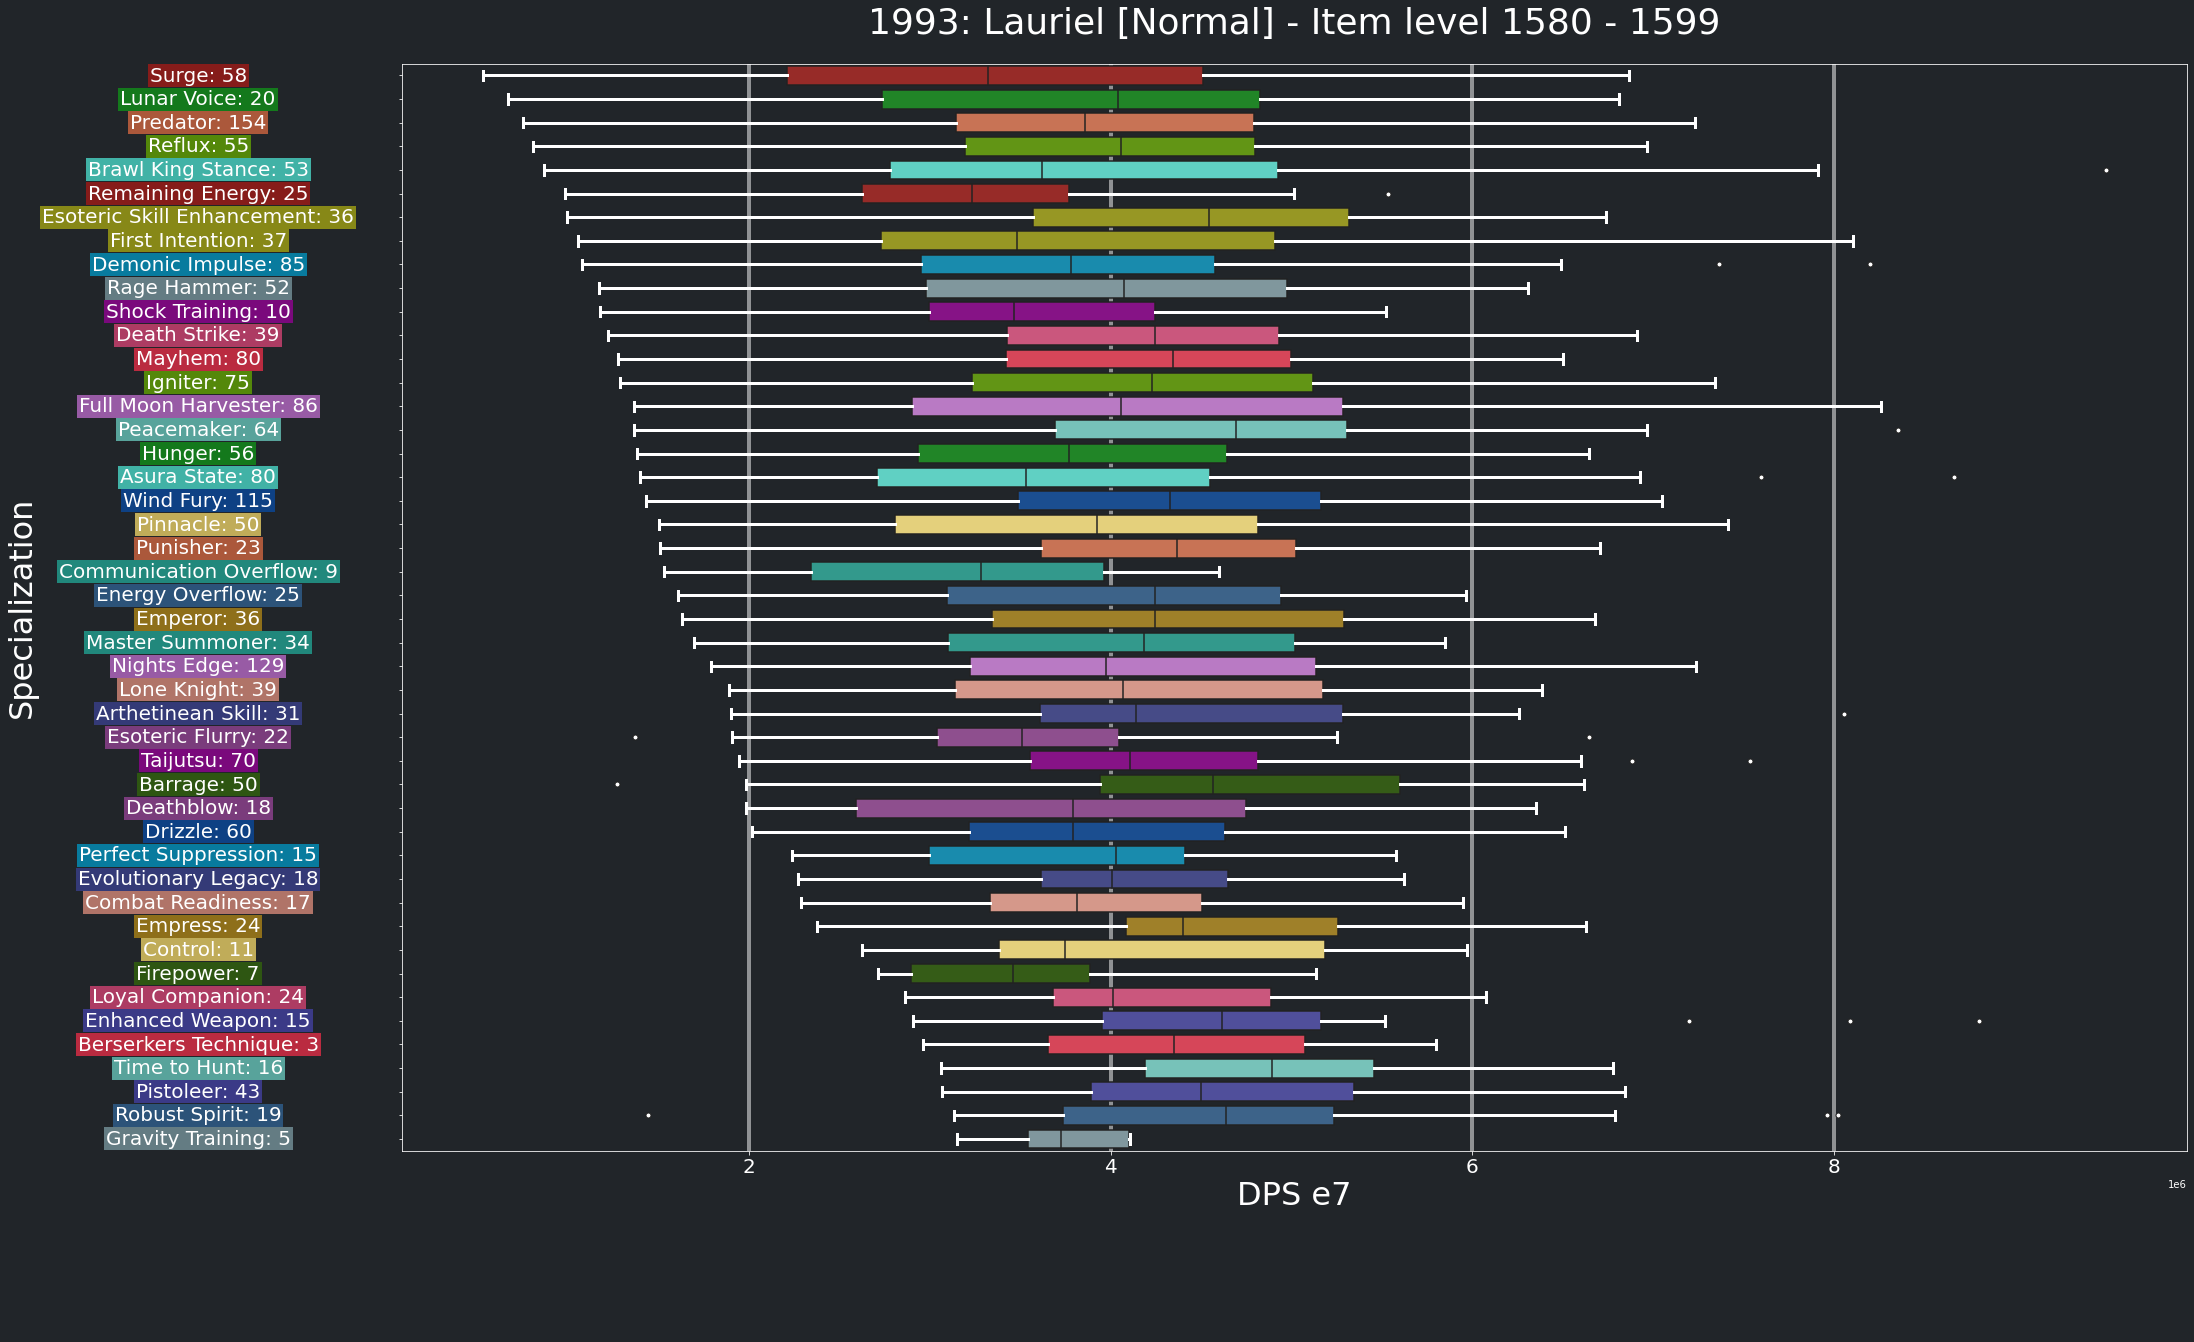 1993: Lauriel [Normal] - Item level 1580 - 1599
Specialization
Surge: 58
Lunar Voice: 20
Predator: 154
Reflux: 55
Brawl King Stance: 53
Remaining Energy: 25
Esoteric Skill Enhancement: 36
First Intention: 37
Demonic Impulse: 85
Rage Hammer: 52
Shock Training: 10
Death Strike: 39
Mayhem: 80
Igniter: 75
Full Moon Harvester: 86
Peacemaker: 64
Hunger: 56
Asura State: 80
Wind Fury: 115
Pinnacle: 50
Punisher: 23
Communication Overflow: 9
Energy Overflow: 25
Emperor: 36
Master Summoner: 34
Nights Edge: 129
Lone Knight: 39
Arthetinean Skill: 31
Esoteric Flurry: 22
Taijutsu: 70
Barrage: 50
Deathblow: 18
Drizzle: 60
Perfect Suppression: 15
Evolutionary Legacy: 18
Combat Readiness: 17
Empress: 24
Control: 11
Firepower: 7
Loyal Companion: 24
Enhanced Weapon: 15
Berserkers Technique: 3
Time to Hunt: 16
Pistoleer: 43
Robust Spirit: 19
Gravity Training: 5
2 4 6 8
1e6
DPS e7